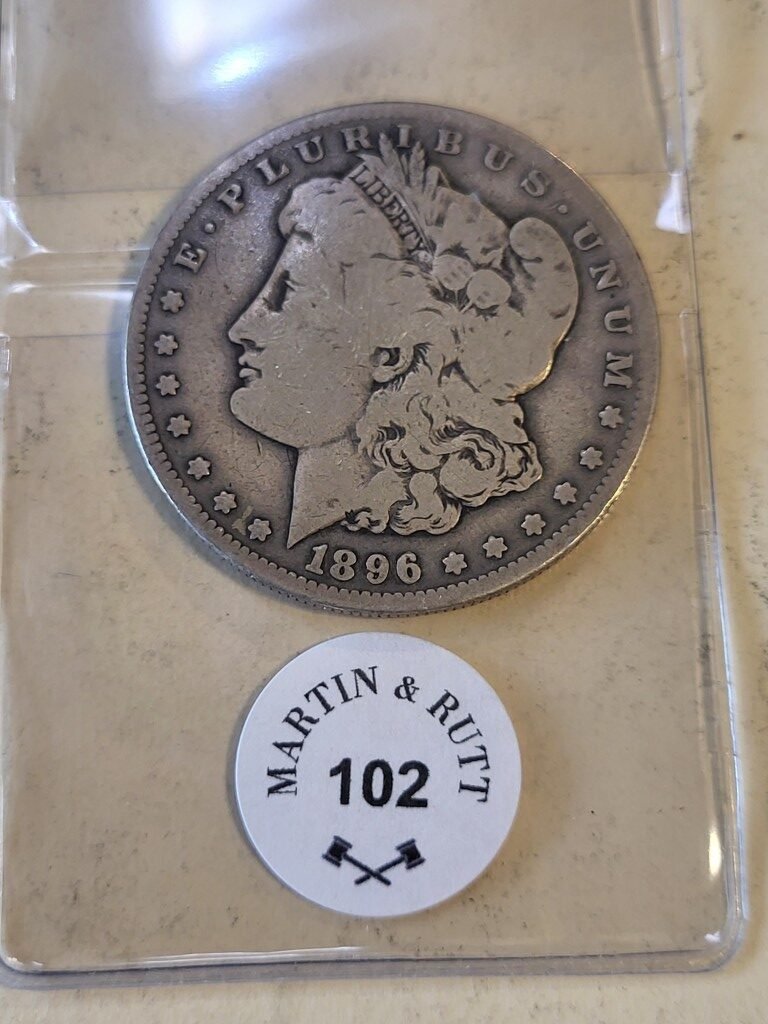 E · PLURIBUS · UNUM
LIBERTY
1896
MARTIN & RUTT
102